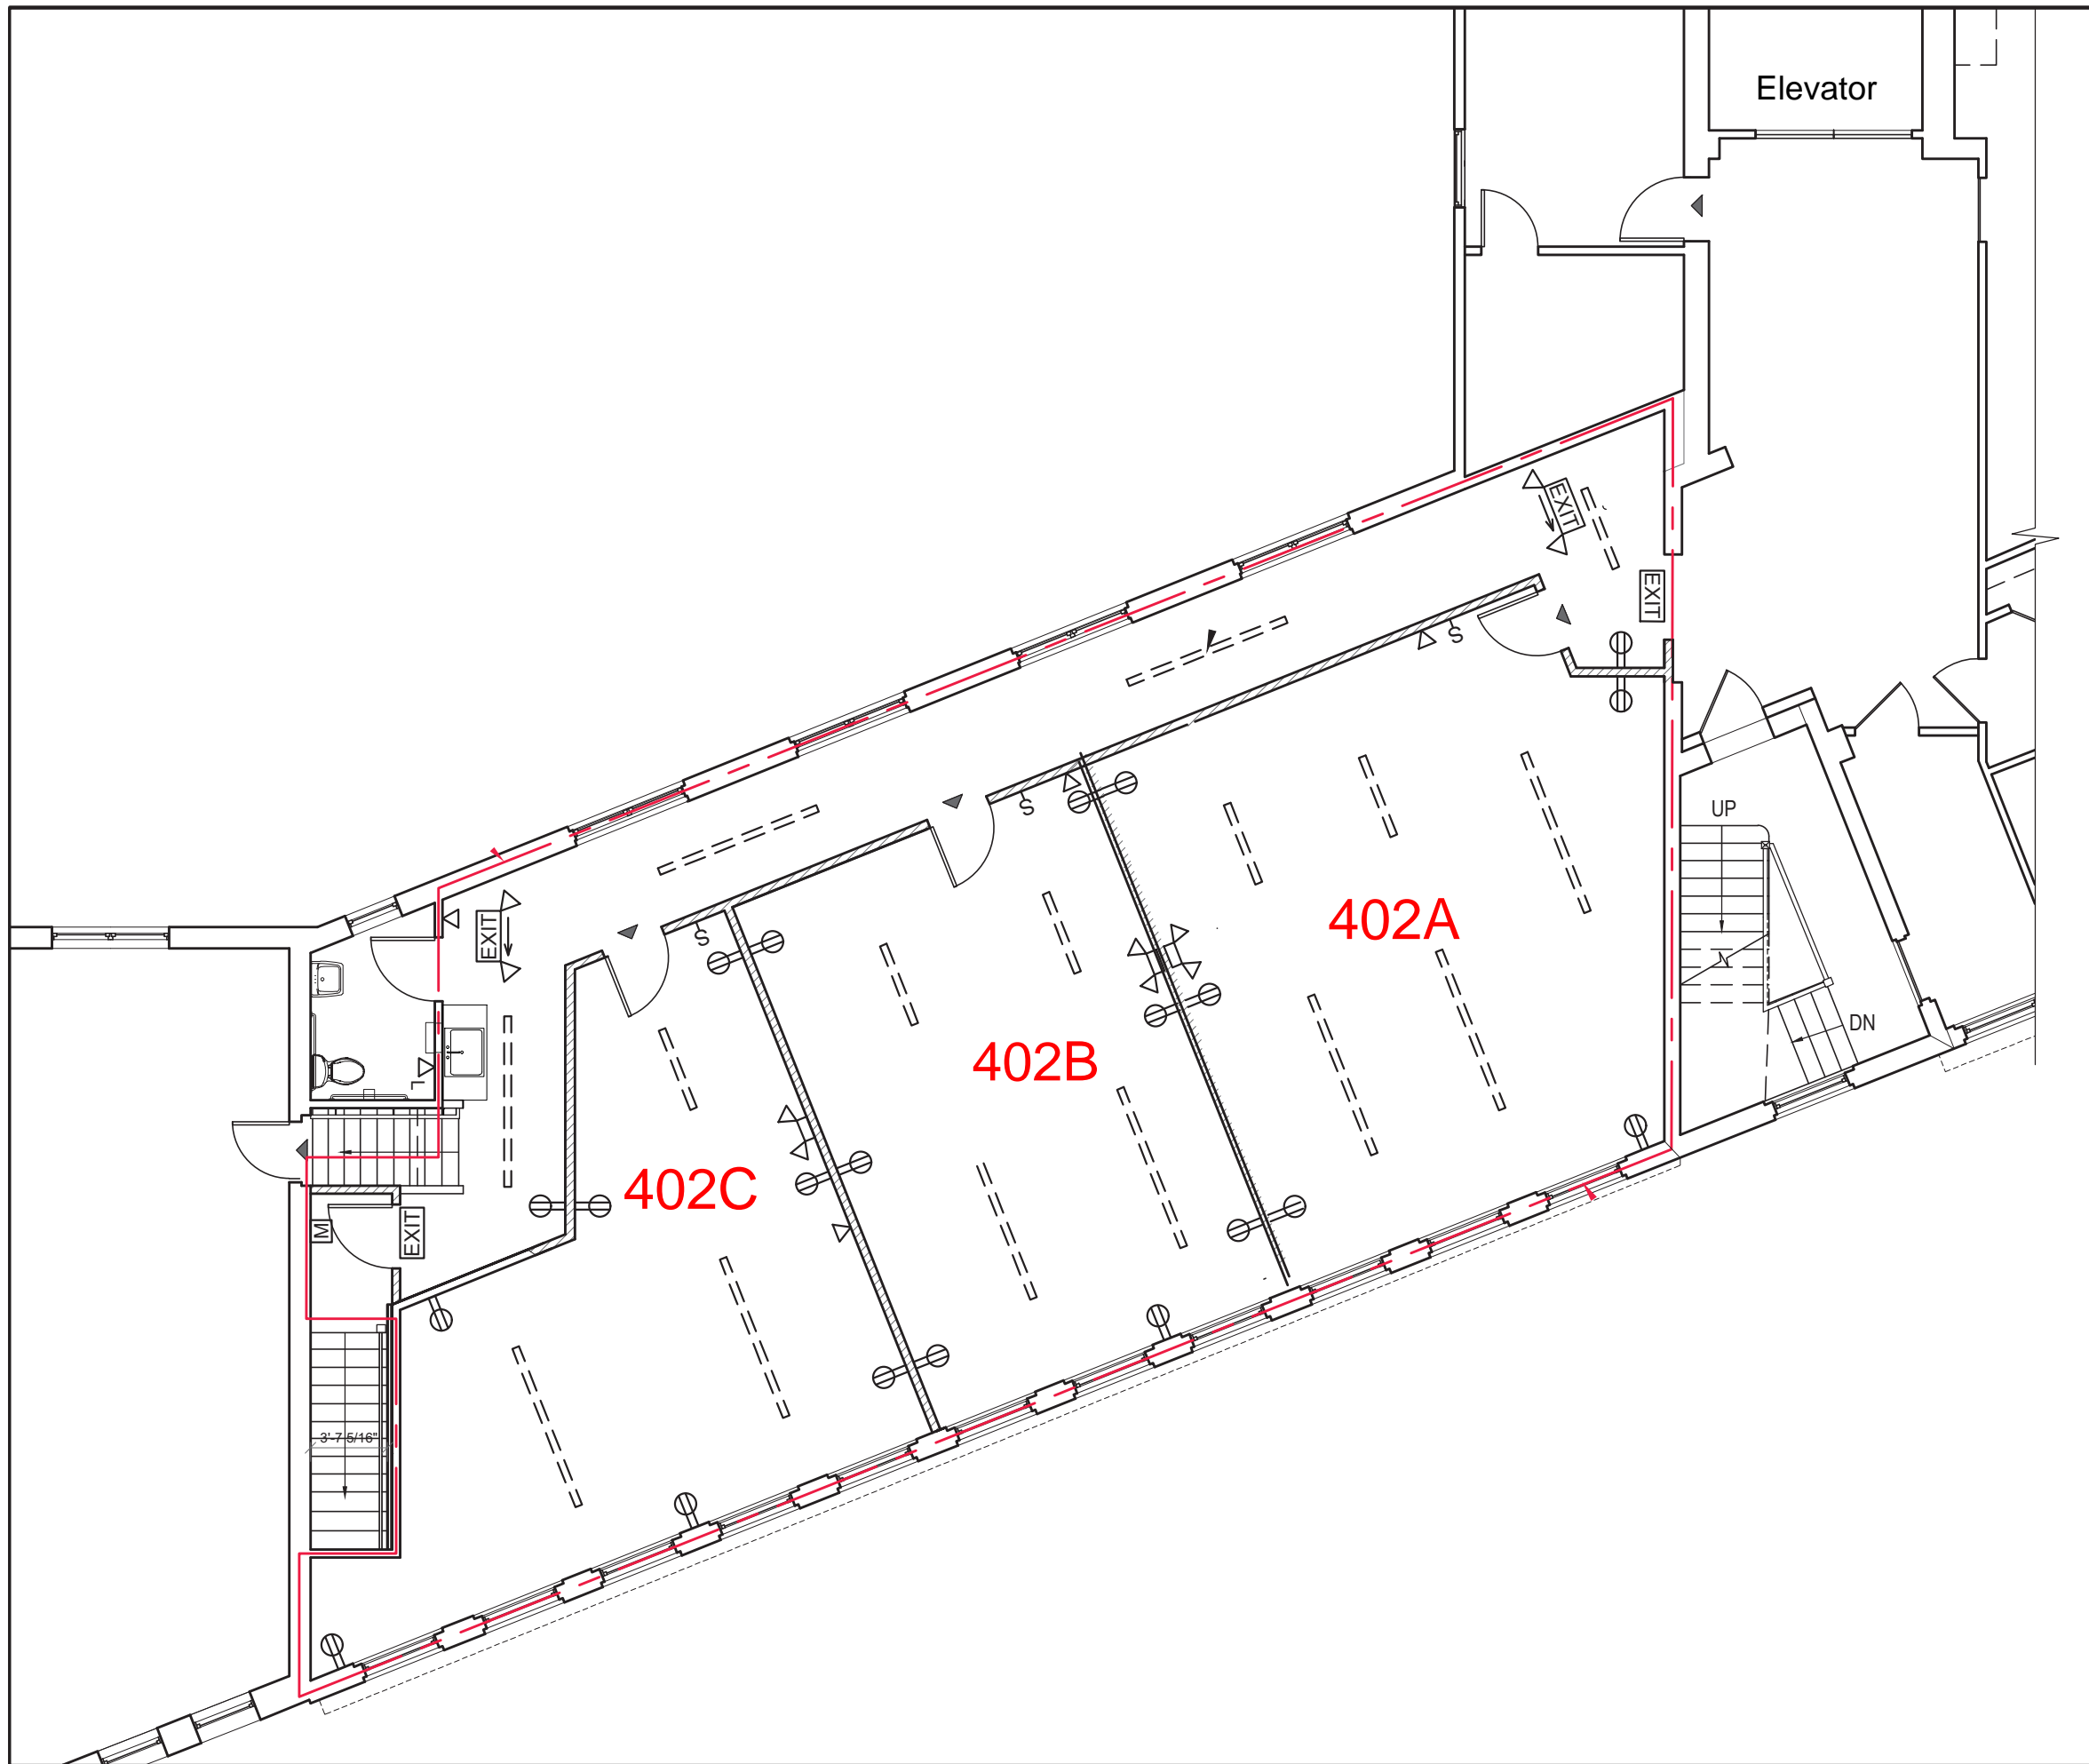 Elevator
EXIT
EXIT
S
S
UP
402A
S
EXIT
DN
402B
L
402C
M
EXIT
3'-7 5/16"